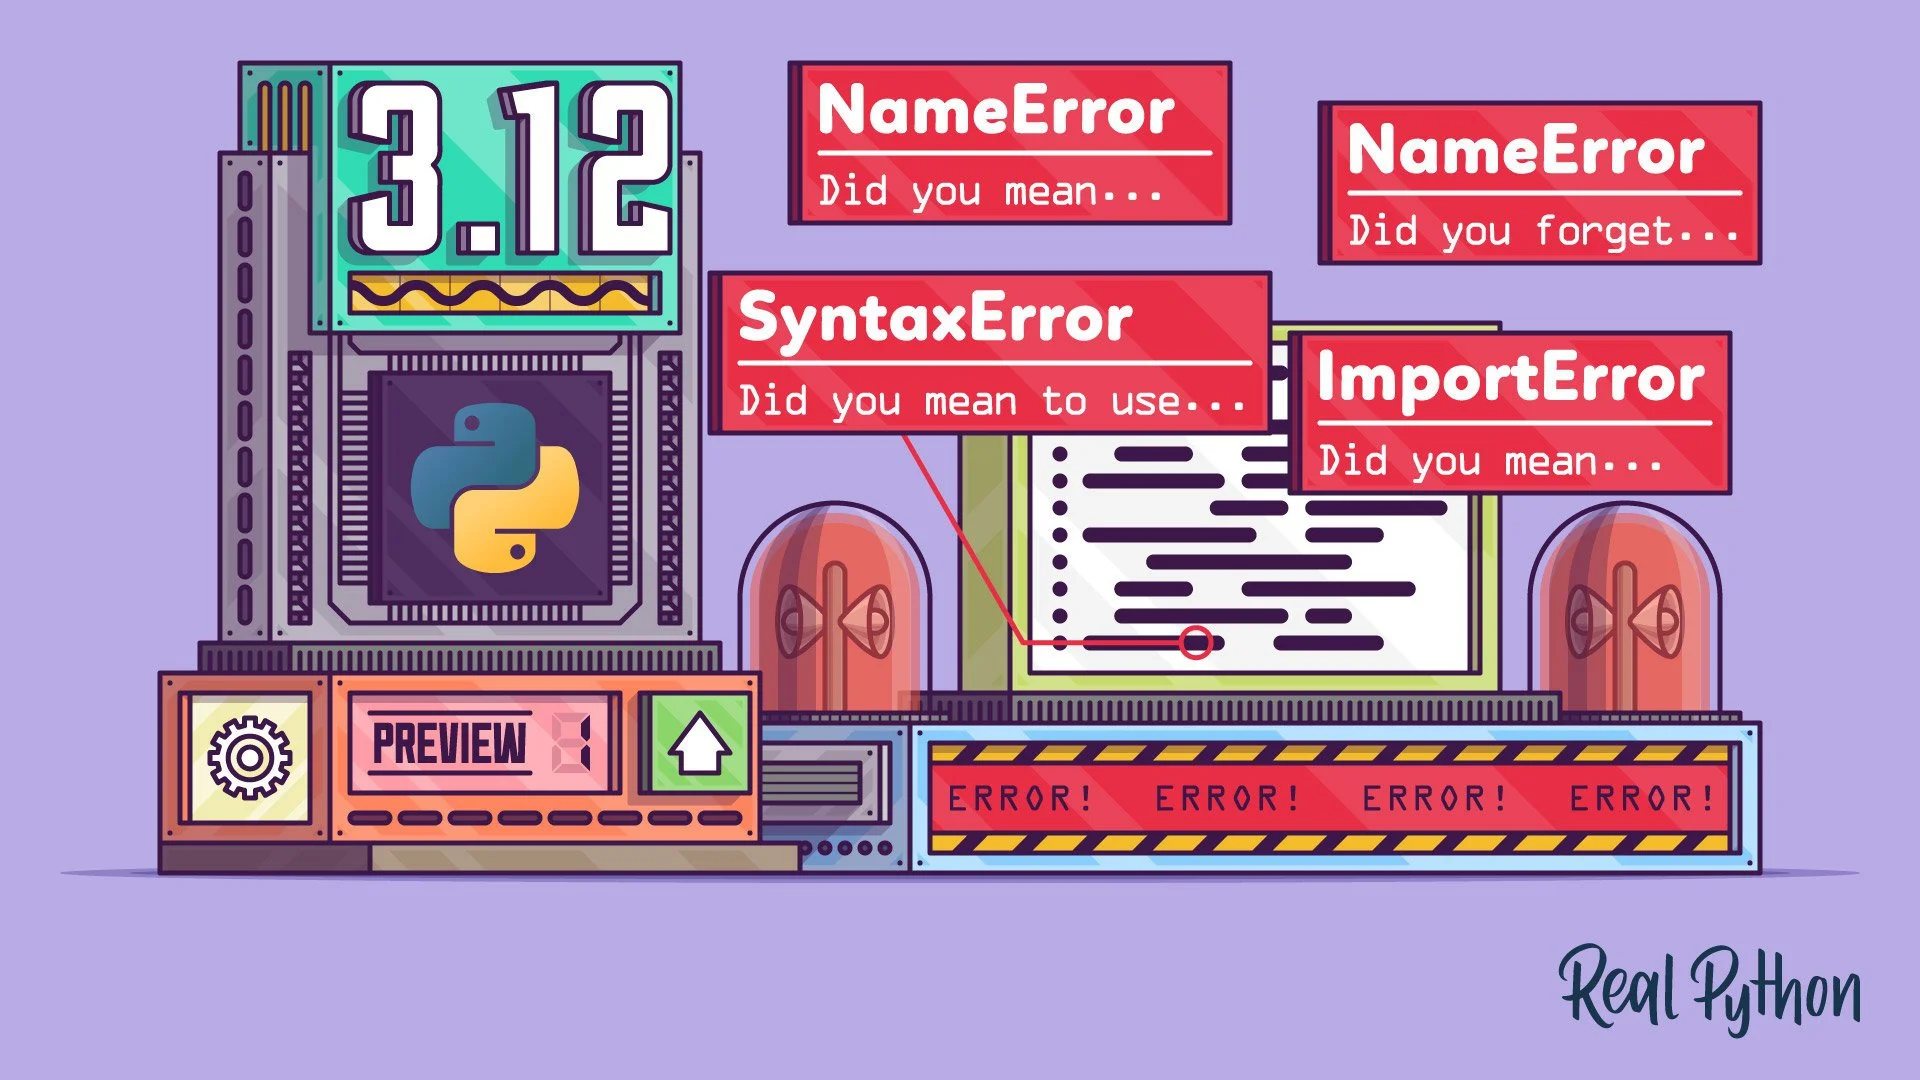 3.12
NameError
Did you mean...
NameError
Did you forget...
SyntaxError
Did you mean to use...
ImportError
Did you mean...
PREVIEW 1
ERROR! ERROR! ERROR! ERROR!
Real Python